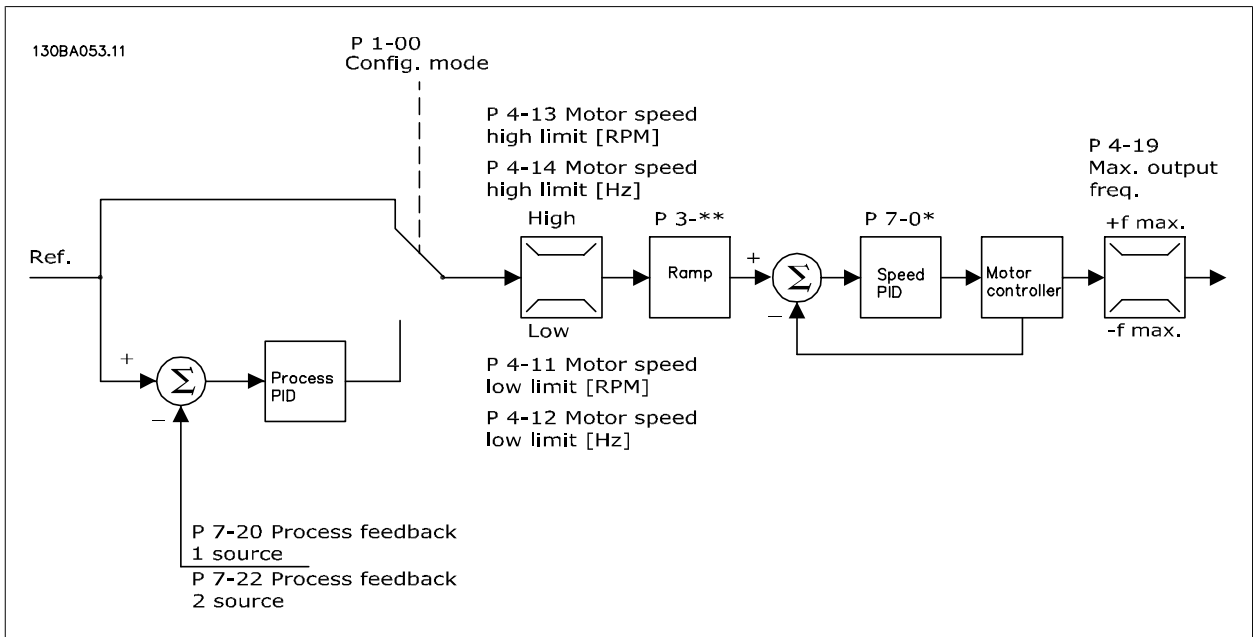 130BA053.11
P 1-00
Config. mode
P 4-13 Motor speed
high limit [RPM]
P 4-14 Motor speed
high limit [Hz]
P 4-19
Max. output
freq.
High
P 3-**
P 7-0*
+f max.
Ref.
+
Σ
Ramp
Speed
PID
Motor
controller
−
Low
-f max.
+
Σ
Process
PID
−
P 4-11 Motor speed
low limit [RPM]
P 4-12 Motor speed
low limit [Hz]
P 7-20 Process feedback
1 source
P 7-22 Process feedback
2 source